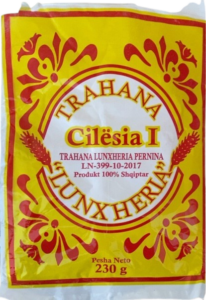 TRAHANA
Cilësia I
TRAHANA LUNXHERIA PERNINA
LN-399-10-2017
Produkt 100% Shqiptar
"LUNXHERIA"
Pesha Neto
230 g